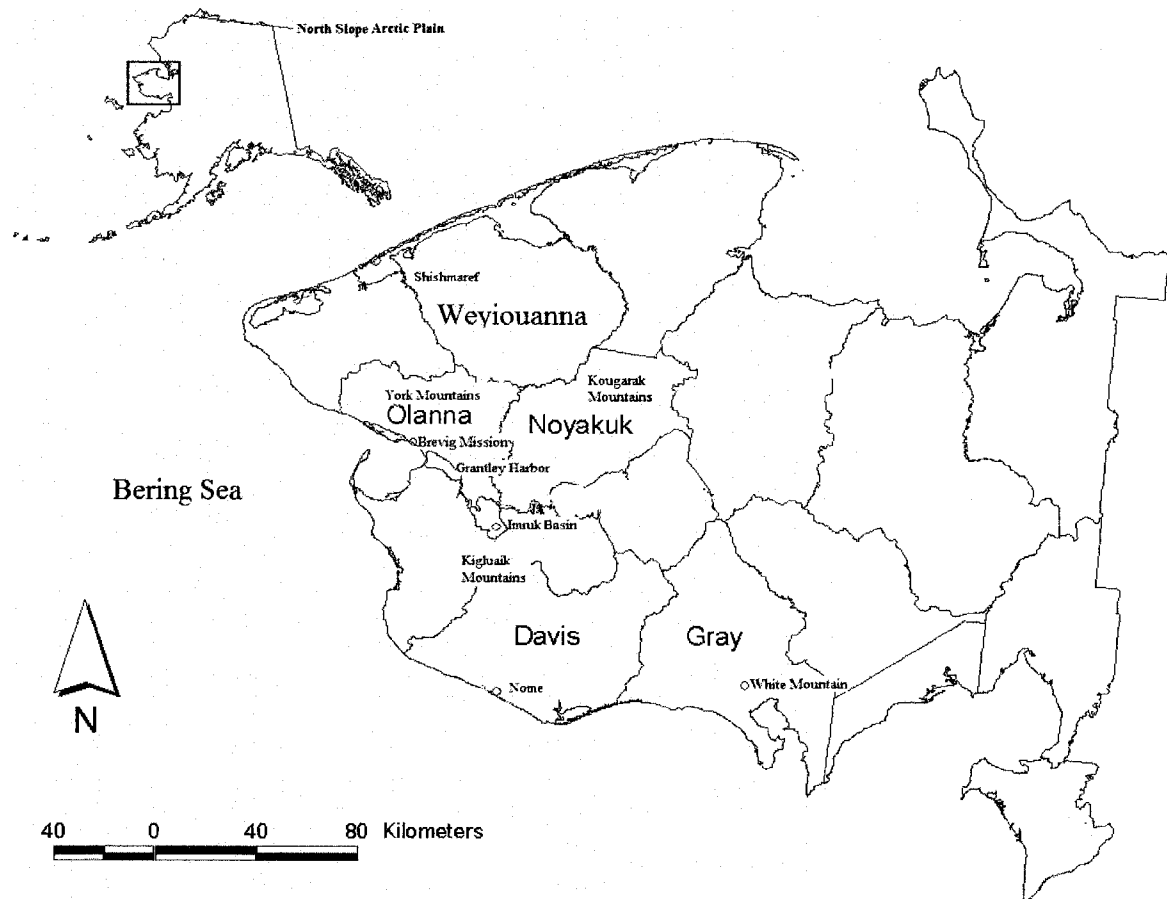 North Slope Arctic Plain
Shishmaref
Weyiouanna
Kougarak
Mountains
York Mountains
Olanna
Noyakuk
Brevig Mission
Grantley Harbor
Bering Sea
Imruk Basin
Kigluaik
Mountains
Davis
Gray
White Mountain
Nome
N
40 0 40 80 Kilometers